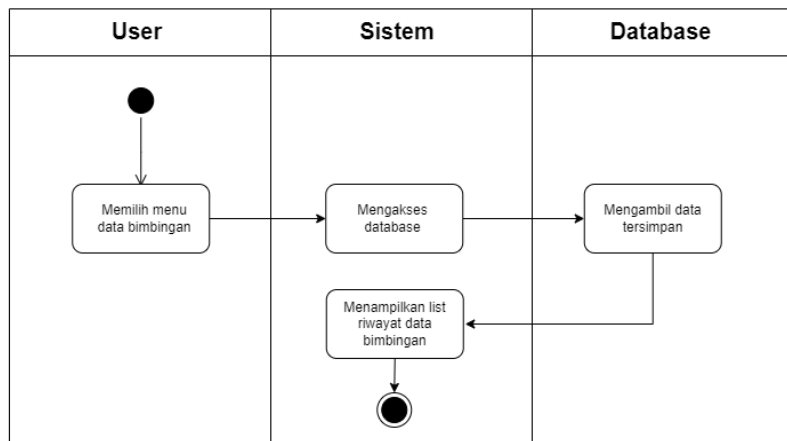 User
Sistem
Database
Memilih menu
data bimbingan
Mengakses
database
Mengambil data
tersimpan
Menampilkan list
riwayat data
bimbingan